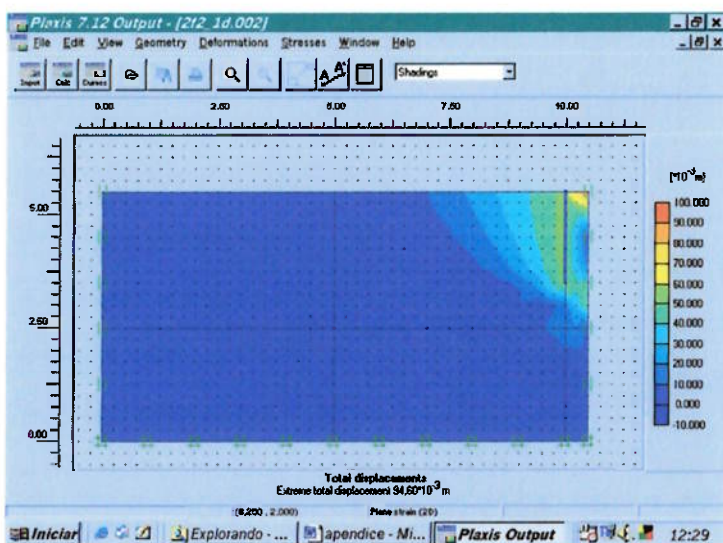 Plaxis 7.12 Output - [2f2_1d.002]
File Edit View Geometry Deformations Stresses Window Help
Input Calc Curves A A' Shadings
0.00 2.50 5.00 7.50 10.00
[*10⁻³ m]
100.000
90.000
80.000
70.000
60.000
50.000
40.000
30.000
20.000
10.000
0.000
-10.000
5.00
2.50
0.00
Total displacements
Extreme total displacement 94,60*10⁻³ m
(8,250 , 2,000) Plane strain (2D)
Iniciar Explorando - ... apendice - Mi... Plaxis Output 12:29